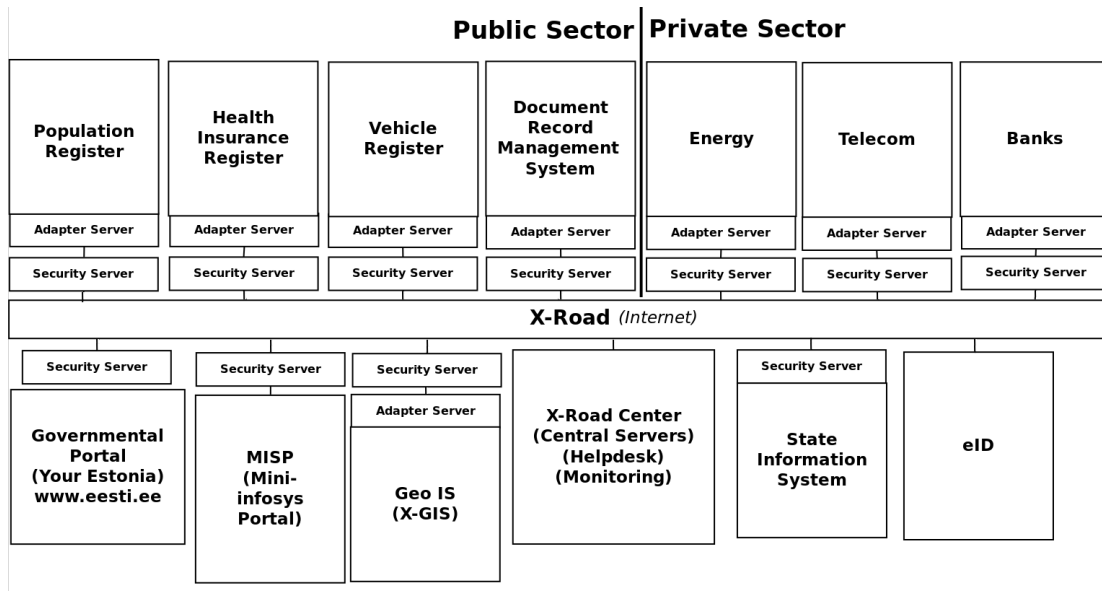 Public Sector
Private Sector
Population
Register
Health
Insurance
Register
Vehicle
Register
Document
Record
Management
System
Energy
Telecom
Banks
Adapter Server
Adapter Server
Adapter Server
Adapter Server
Adapter Server
Adapter Server
Adapter Server
Security Server
Security Server
Security Server
Security Server
Security Server
Security Server
Security Server
X-Road (Internet)
Security Server
Governmental
Portal
(Your Estonia)
www.eesti.ee
Security Server
MISP
(Mini-
infosys
Portal)
Security Server
Adapter Server
Geo IS
(X-GIS)
X-Road Center
(Central Servers)
(Helpdesk)
(Monitoring)
Security Server
State
Information
System
eID